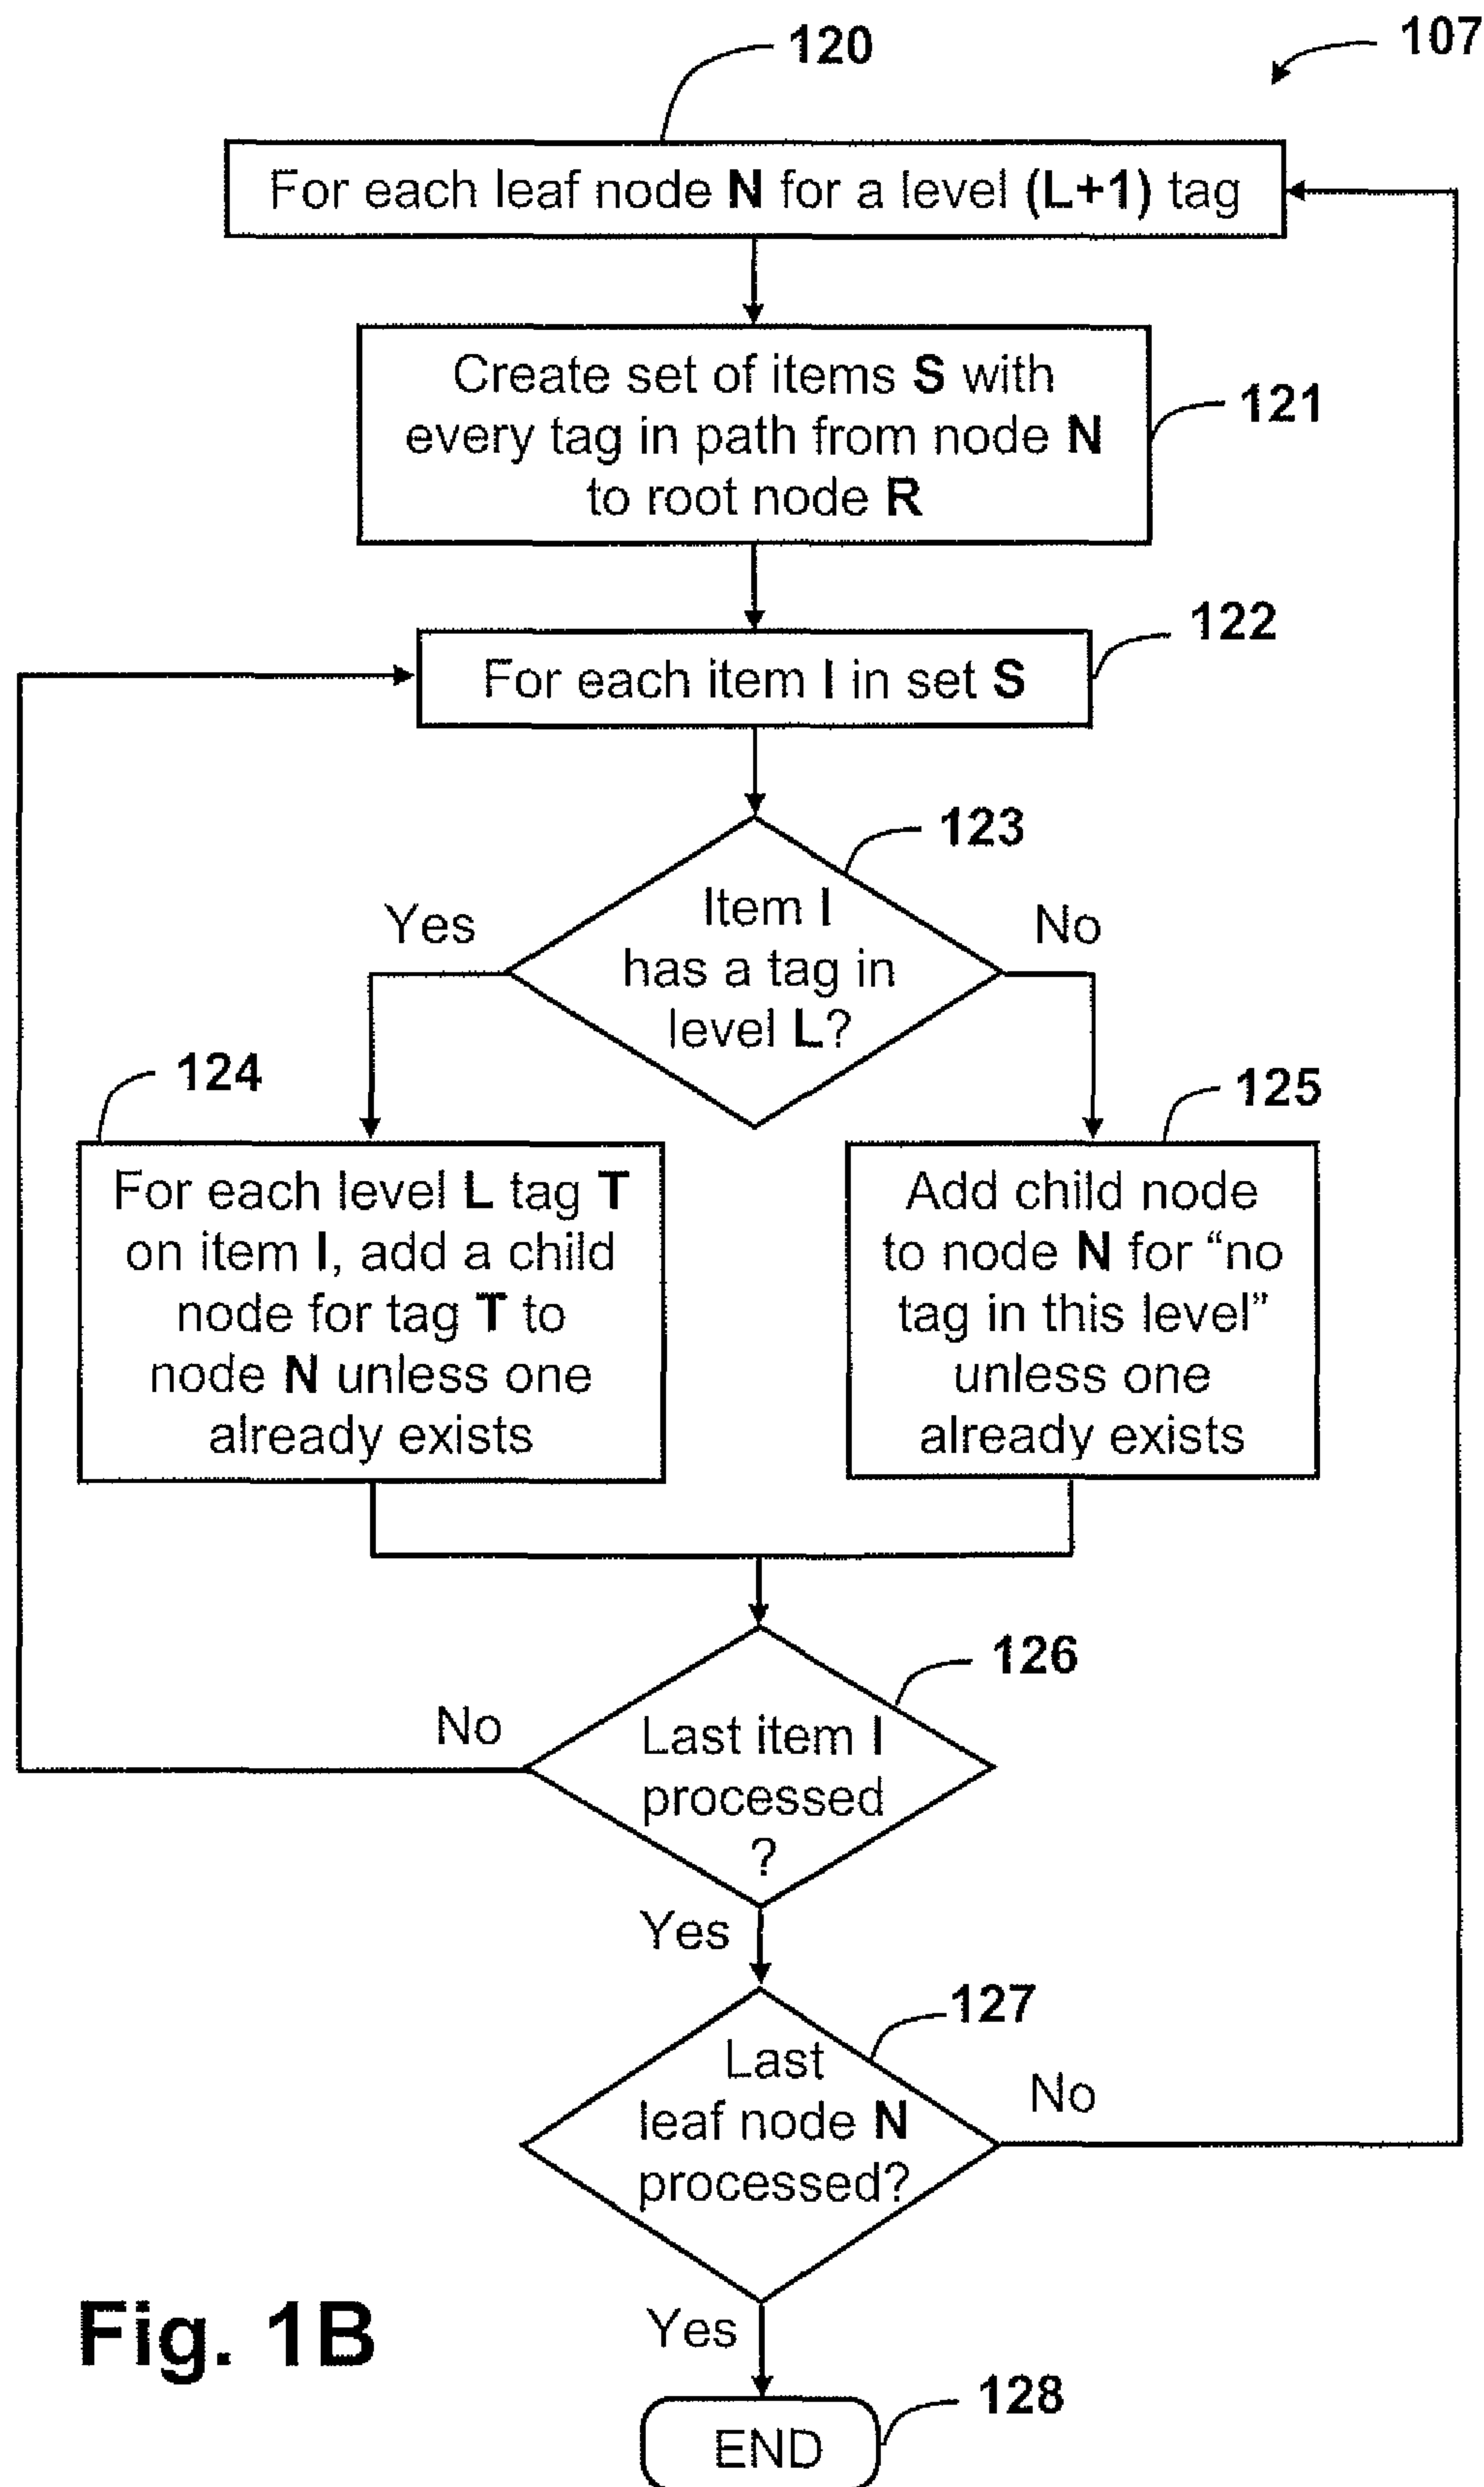 120
107
For each leaf node N for a level (L+1) tag
Create set of items S with
every tag in path from node N
to root node R
121
122
For each item I in set S
123
Item I
has a tag in
level L?
Yes
No
124
125
For each level L tag T
on item I, add a child
node for tag T to
node N unless one
already exists
Add child node
to node N for “no
tag in this level”
unless one
already exists
126
Last item I
processed
?
No
Yes
127
Last
leaf node N
processed?
No
Yes
Fig. 1B
128
END